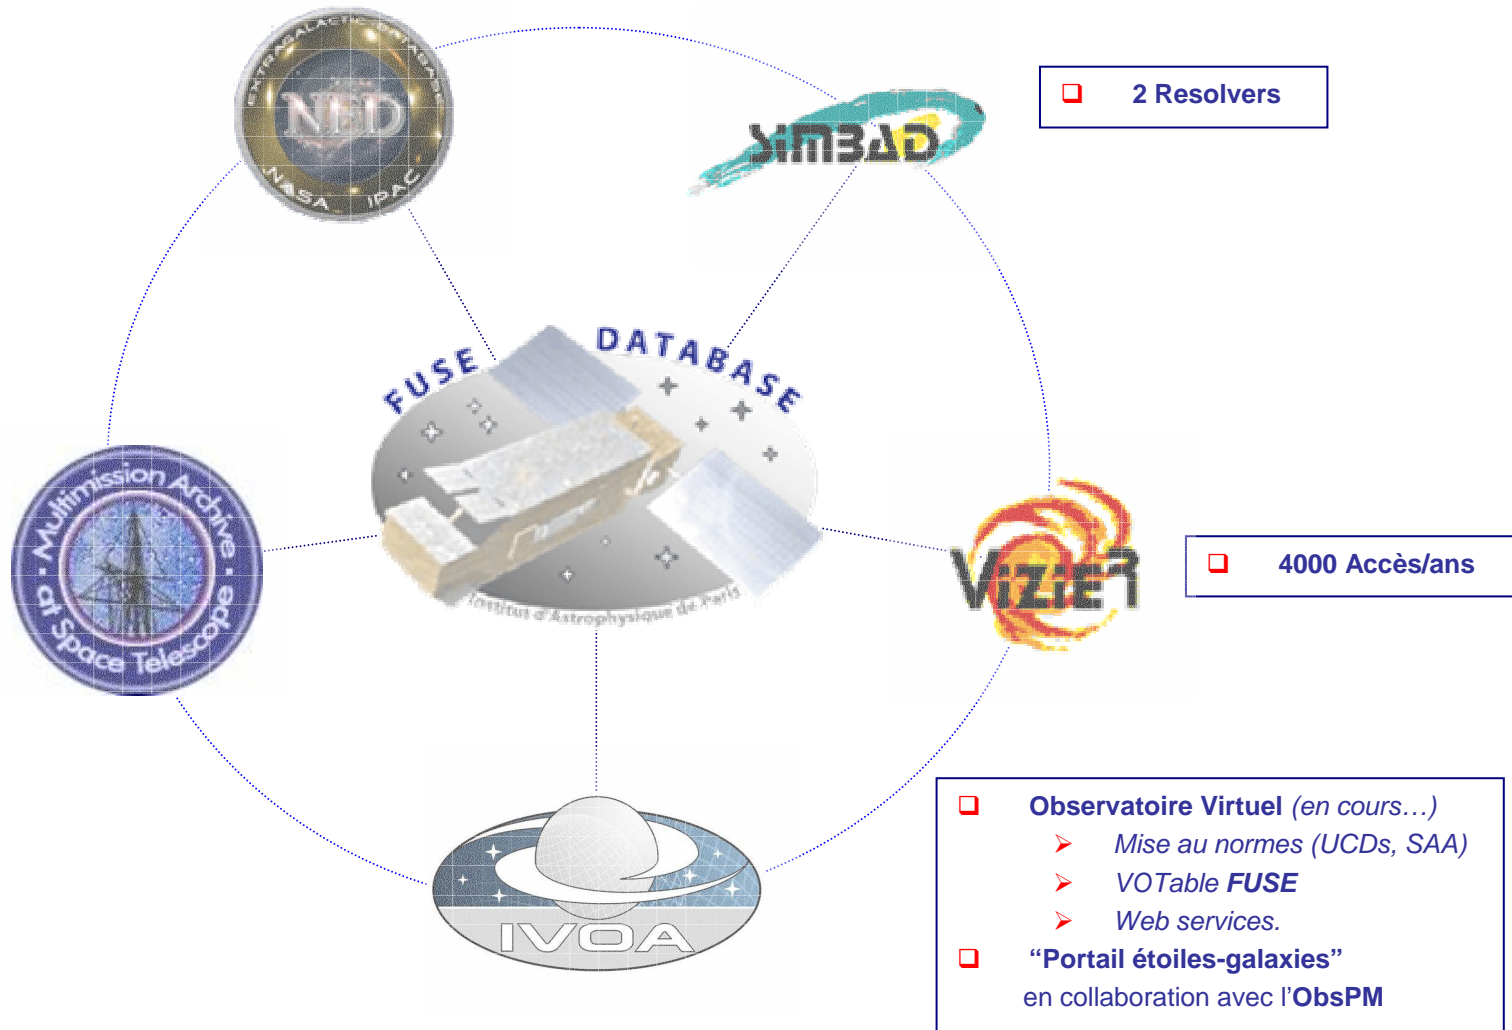 EXTRAGALACTIC DATABASE
NED
NASA IPAC
SIMBAD
2 Resolvers
FUSE DATABASE
Institut d'Astrophysique de Paris
Multimission Archive
at Space Telescope
VizieR
4000 Accès/ans
IVOA
Observatoire Virtuel (en cours…)
Mise au normes (UCDs, SAA)
VOTable FUSE
Web services.
“Portail étoiles-galaxies”
en collaboration avec l’ObsPM